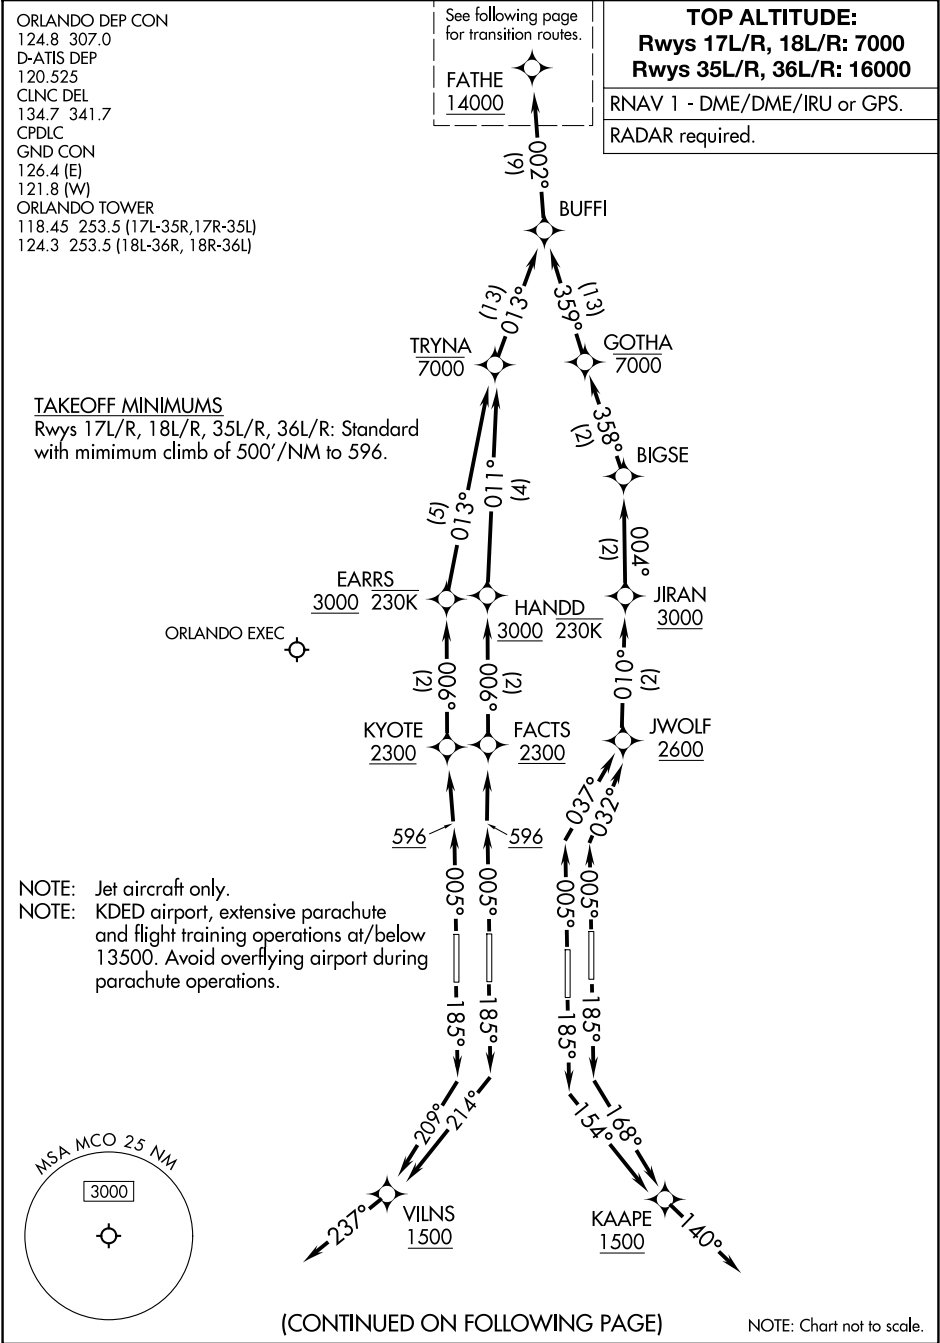 ORLANDO DEP CON
124.8 307.0
D-ATIS DEP
120.525
CLNC DEL
134.7 341.7
CPDLC
GND CON
126.4 (E)
121.8 (W)
ORLANDO TOWER
118.45 253.5 (17L-35R,17R-35L)
124.3 253.5 (18L-36R, 18R-36L)
See following page
for transition routes.
FATHE
14000
TOP ALTITUDE:
Rwys 17L/R, 18L/R: 7000
Rwys 35L/R, 36L/R: 16000
RNAV 1 - DME/DME/IRU or GPS.
RADAR required.
002°
(9)
BUFFI
(13)
013°
(13)
359°
TRYNA
7000
GOTHA
7000
TAKEOFF MINIMUMS
Rwys 17L/R, 18L/R, 35L/R, 36L/R: Standard
with mimimum climb of 500'/NM to 596.
358°
(2)
BIGSE
(5)
013°
011°
(4)
004°
(2)
EARRS
3000 230K
HANDD
3000 230K
JIRAN
3000
ORLANDO EXEC
006°
(2)
006°
(2)
010°
(2)
KYOTE
2300
FACTS
2300
JWOLF
2600
037°
032°
596
596
005°
005°
005°
005°
NOTE: Jet aircraft only.
NOTE: KDED airport, extensive parachute
and flight training operations at/below
13500. Avoid overflying airport during
parachute operations.
185°
185°
185°
185°
209°
214°
154°
168°
MSA MCO 25 NM
3000
237°
VILNS
1500
KAAPE
1500
140°
(CONTINUED ON FOLLOWING PAGE)
NOTE: Chart not to scale.